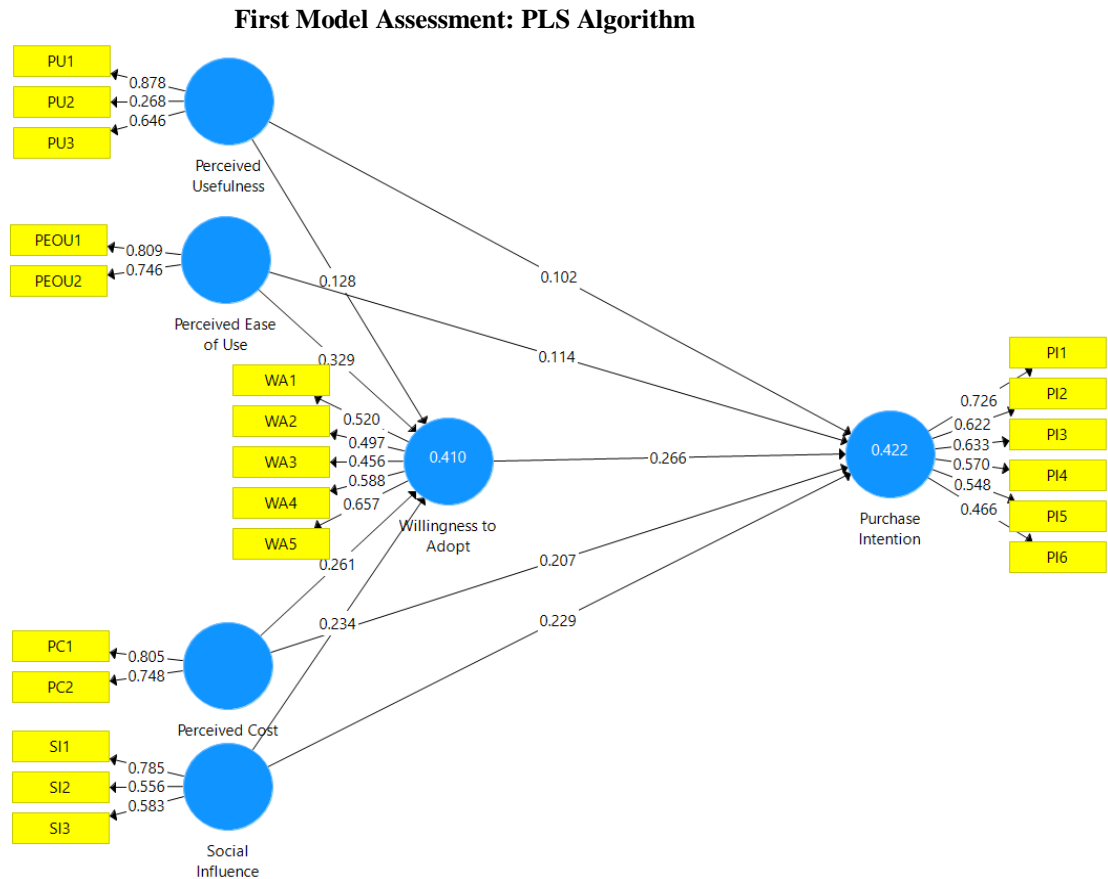 First Model Assessment: PLS Algorithm
PU1
PU2
PU3
0.878
0.268
0.646
Perceived
Usefulness
PEOU1
PEOU2
0.809
0.746
Perceived Ease
of Use
0.128
0.102
0.329
0.114
WA1
WA2
WA3
WA4
WA5
0.520
0.497
0.456
0.588
0.657
0.410
Willingness to
Adopt
0.266
0.422
Purchase
Intention
0.726
0.622
0.633
0.570
0.548
0.466
PI1
PI2
PI3
PI4
PI5
PI6
0.261
0.207
0.234
0.229
PC1
PC2
0.805
0.748
Perceived Cost
SI1
SI2
SI3
0.785
0.556
0.583
Social
Influence